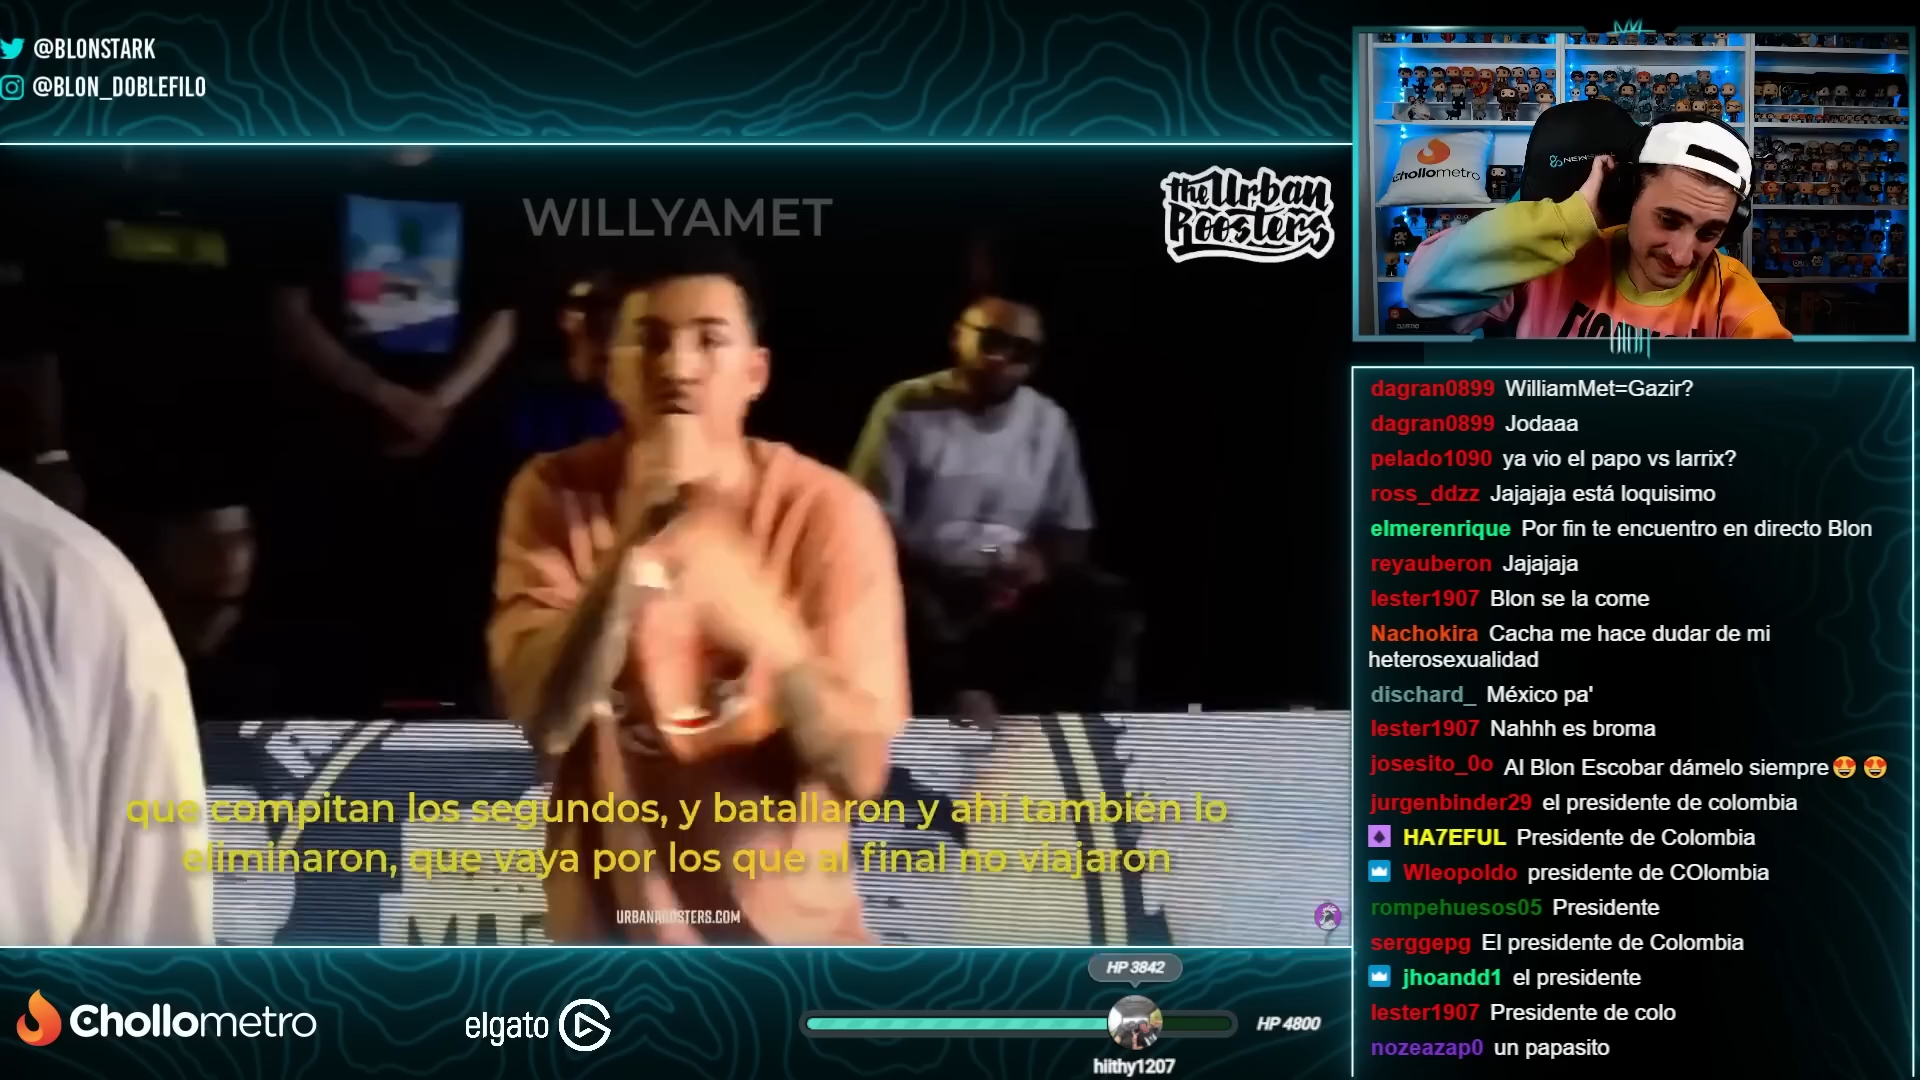 @BLONSTARK
@BLON_DOBLEFILO
WILLYAMET
the Urban
Roosters
que compitan los segundos, y batallaron y ahí también lo
eliminaron, que vaya por los que al final no viajaron
URBANROOSTERS.COM
Chollometro
elgato
HP 3842
HP 4800
hiithy1207
chollometro
dagran0899 WilliamMet=Gazir?
dagran0899 Jodaaa
pelado1090 ya vio el papo vs larrix?
ross_ddzz Jajajaja está loquisimo
elmerenrique Por fin te encuentro en directo Blon
reyauberon Jajajaja
lester1907 Blon se la come
Nachokira Cacha me hace dudar de mi
heterosexualidad
dischard_ México pa'
lester1907 Nahhh es broma
josesito_0o Al Blon Escobar dámelo siempre😍 😍
jurgenbinder29 el presidente de colombia
HA7EFUL Presidente de Colombia
Wleopoldo presidente de COlombia
rompehuesos05 Presidente
serggepg El presidente de Colombia
jhoandd1 el presidente
lester1907 Presidente de colo
nozeazap0 un papasito